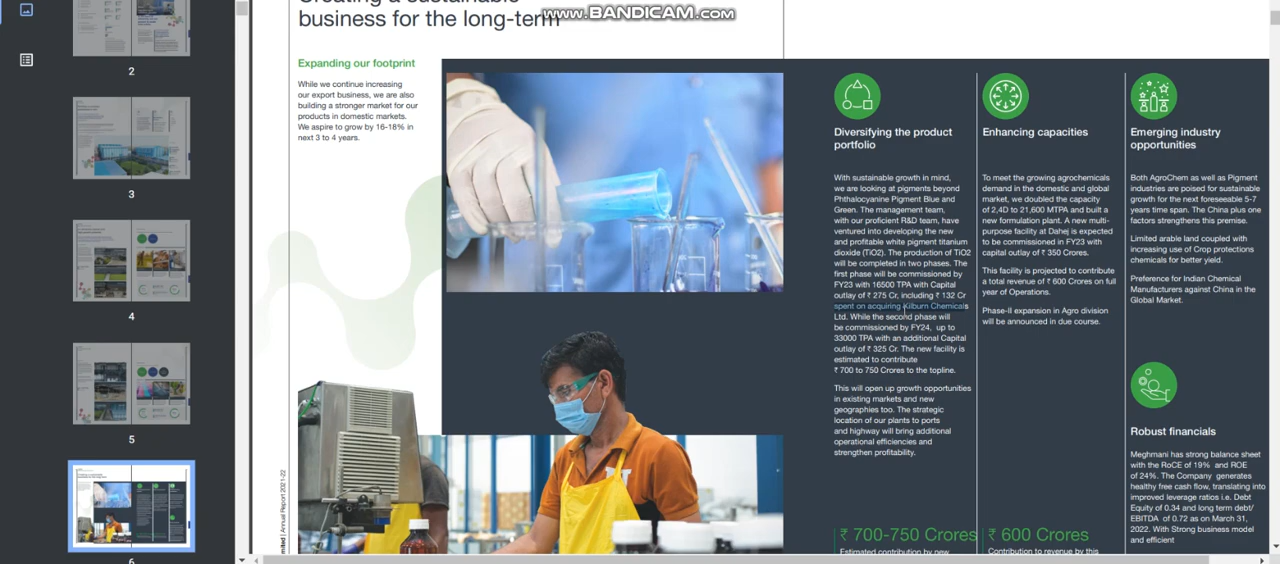 www.BANDICAM.com
business for the long-term
Expanding our footprint
While we continue increasing
our export business, we are also
building a stronger market for our
products in domestic markets.
We aspire to grow by 16-18% in
next 3 to 4 years.
Diversifying the product
portfolio
With sustainable growth in mind,
we are looking at pigments beyond
Phthalocyanine Pigment Blue and
Green. The management team,
with our proficient R&D team, have
ventured into developing the new
and profitable white pigment titanium
dioxide (TiO2). The production of TiO2
will be completed in two phases. The
first phase will be commissioned by
FY23 with 16500 TPA with Capital
outlay of ₹ 275 Cr, including ₹ 132 Cr
spent on acquiring Kilburn Chemicals
Ltd. While the second phase will
be commissioned by FY24, up to
33000 TPA with an additional Capital
outlay of ₹ 325 Cr. The new facility is
estimated to contribute
₹ 700 to 750 Crores to the topline.
This will open up growth opportunities
in existing markets and new
geographies too. The strategic
location of our plants to ports
and highway will bring additional
operational efficiencies and
strengthen profitability.
₹ 700-750 Crores
Estimated contribution by new
Enhancing capacities
To meet the growing agrochemicals
demand in the domestic and global
market, we doubled the capacity
of 2,4D to 21,600 MTPA and built a
new formulation plant. A new multi-
purpose facility at Dahej is expected
to be commissioned in FY23 with
capital outlay of ₹ 350 Crores.
This facility is projected to contribute
a total revenue of ₹ 600 Crores on full
year of Operations.
Phase-II expansion in Agro division
will be announced in due course.
₹ 600 Crores
Contribution to revenue by this
Emerging industry
opportunities
Both AgroChem as well as Pigment
industries are poised for sustainable
growth for the next foreseeable 5-7
years time span. The China plus one
factors strengthens this premise.
Limited arable land coupled with
increasing use of Crop protections
chemicals for better yield.
Preference for Indian Chemical
Manufacturers against China in the
Global Market.
Robust financials
Meghmani has strong balance sheet
with the RoCE of 19% and ROE
of 24%. The Company generates
healthy free cash flow, translating into
improved leverage ratios i.e. Debt
Equity of 0.34 and long term debt/
EBITDA of 0.72 as on March 31,
2022. With Strong business model
and efficient
| Annual Report 2021-22
2
3
4
5
6